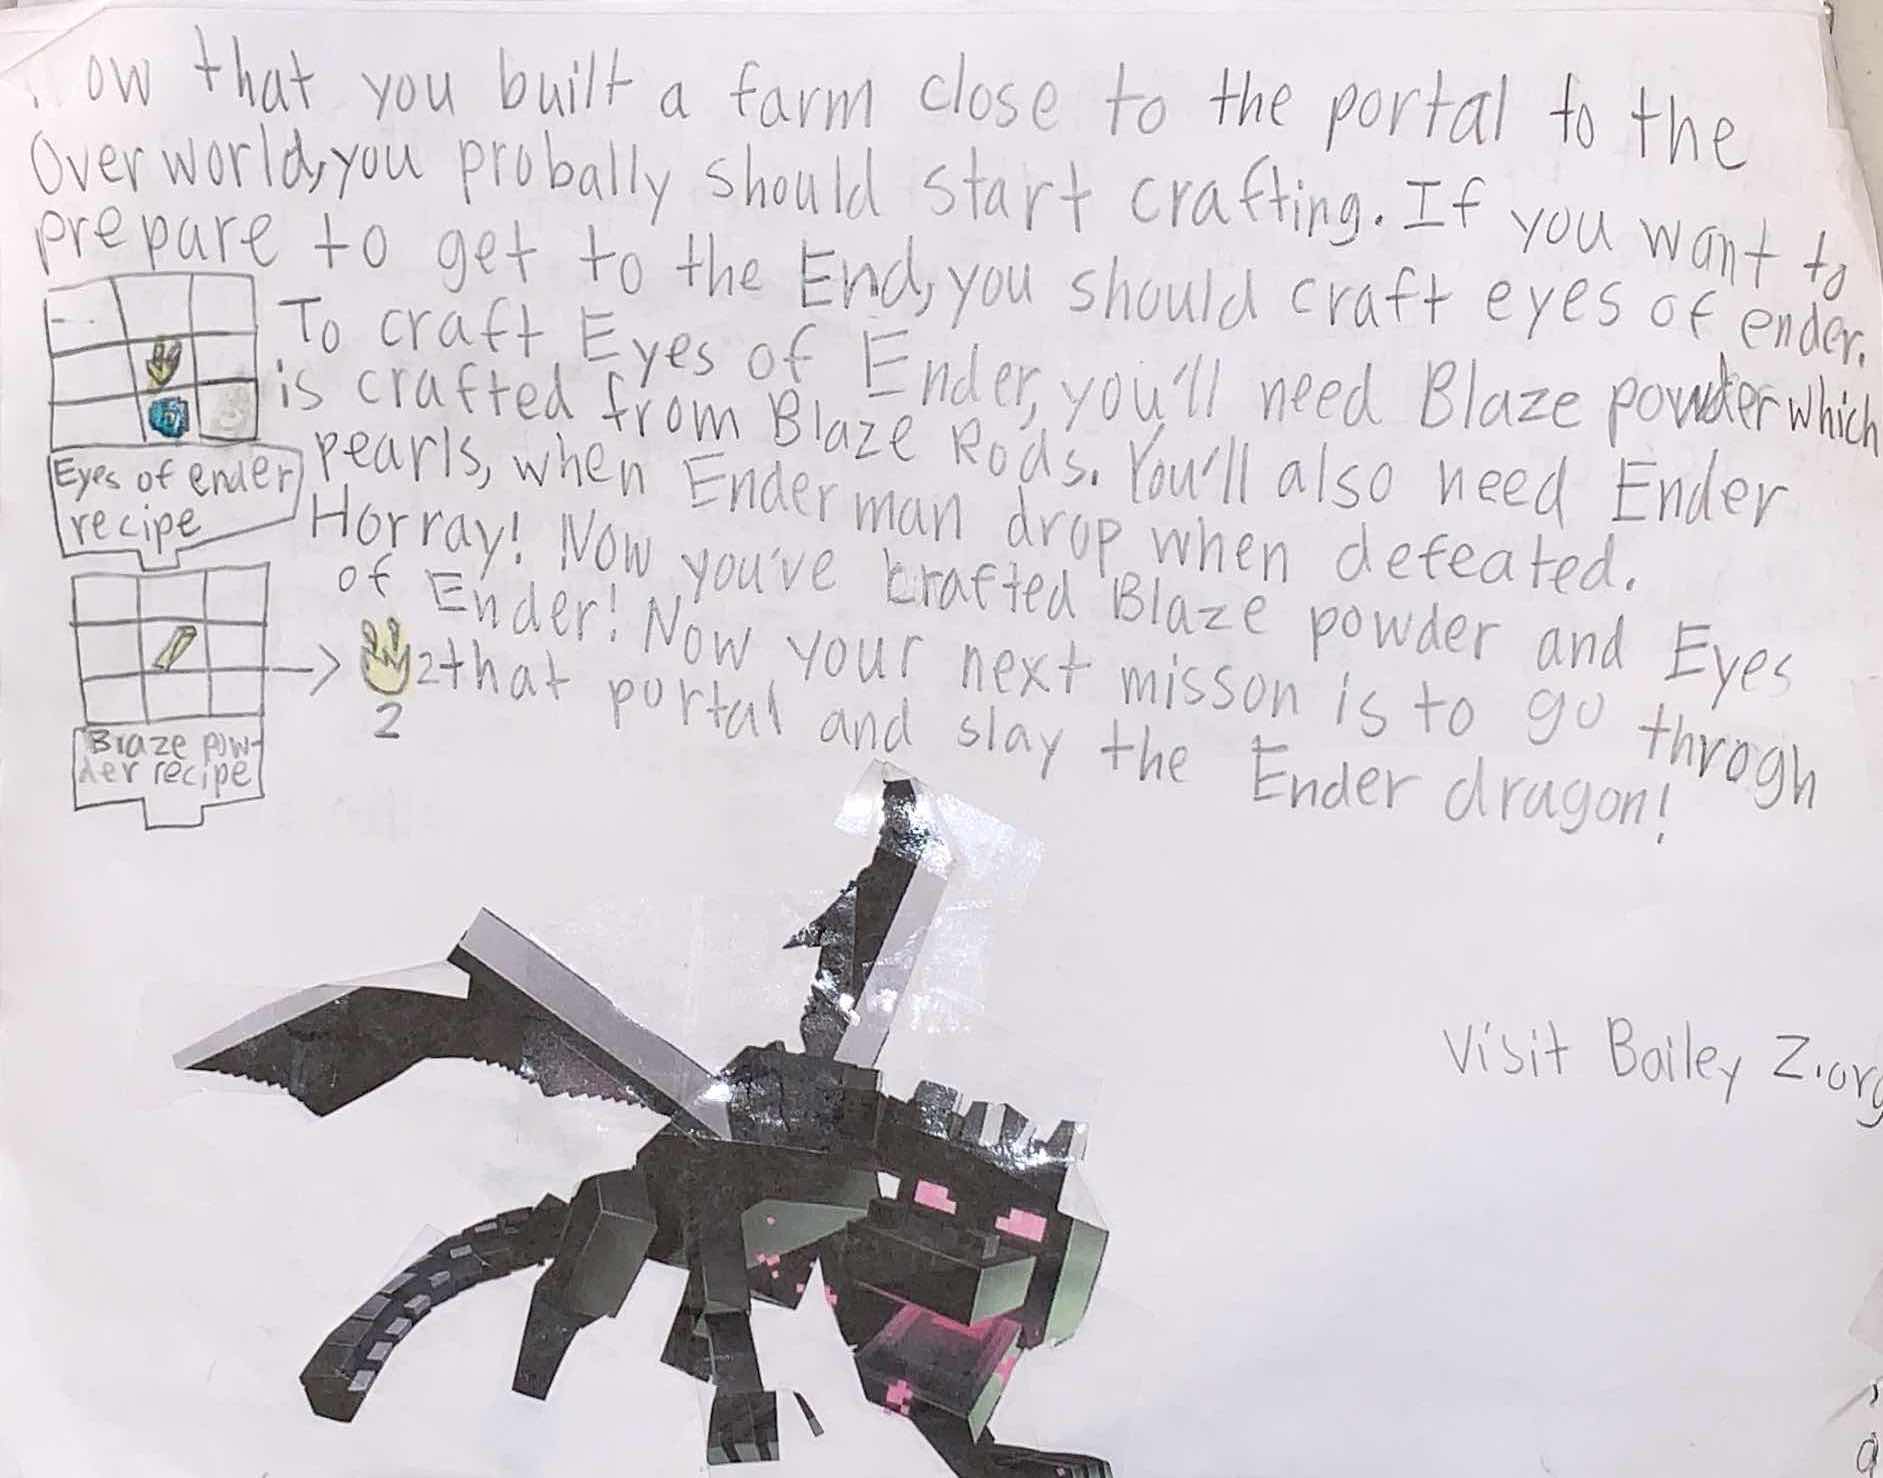 ow that you built a farm close to the portal to the
Overworld, you probally should start crafting. If you want to
prepare to get to the End, you should craft eyes of ender.
To craft Eyes of Ender, you'll need Blaze powder which
is crafted from Blaze Rods. You'll also need Ender
pearls, when Enderman drop when defeated.
Horray! Now you've crafted Blaze powder and Eyes
of Ender! Now your next misson is to go throgh
that portal and slay the Ender dragon!
Eyes of ender
recipe
2
2
Blaze pow-
der recipe
Visit Bailey Z.org